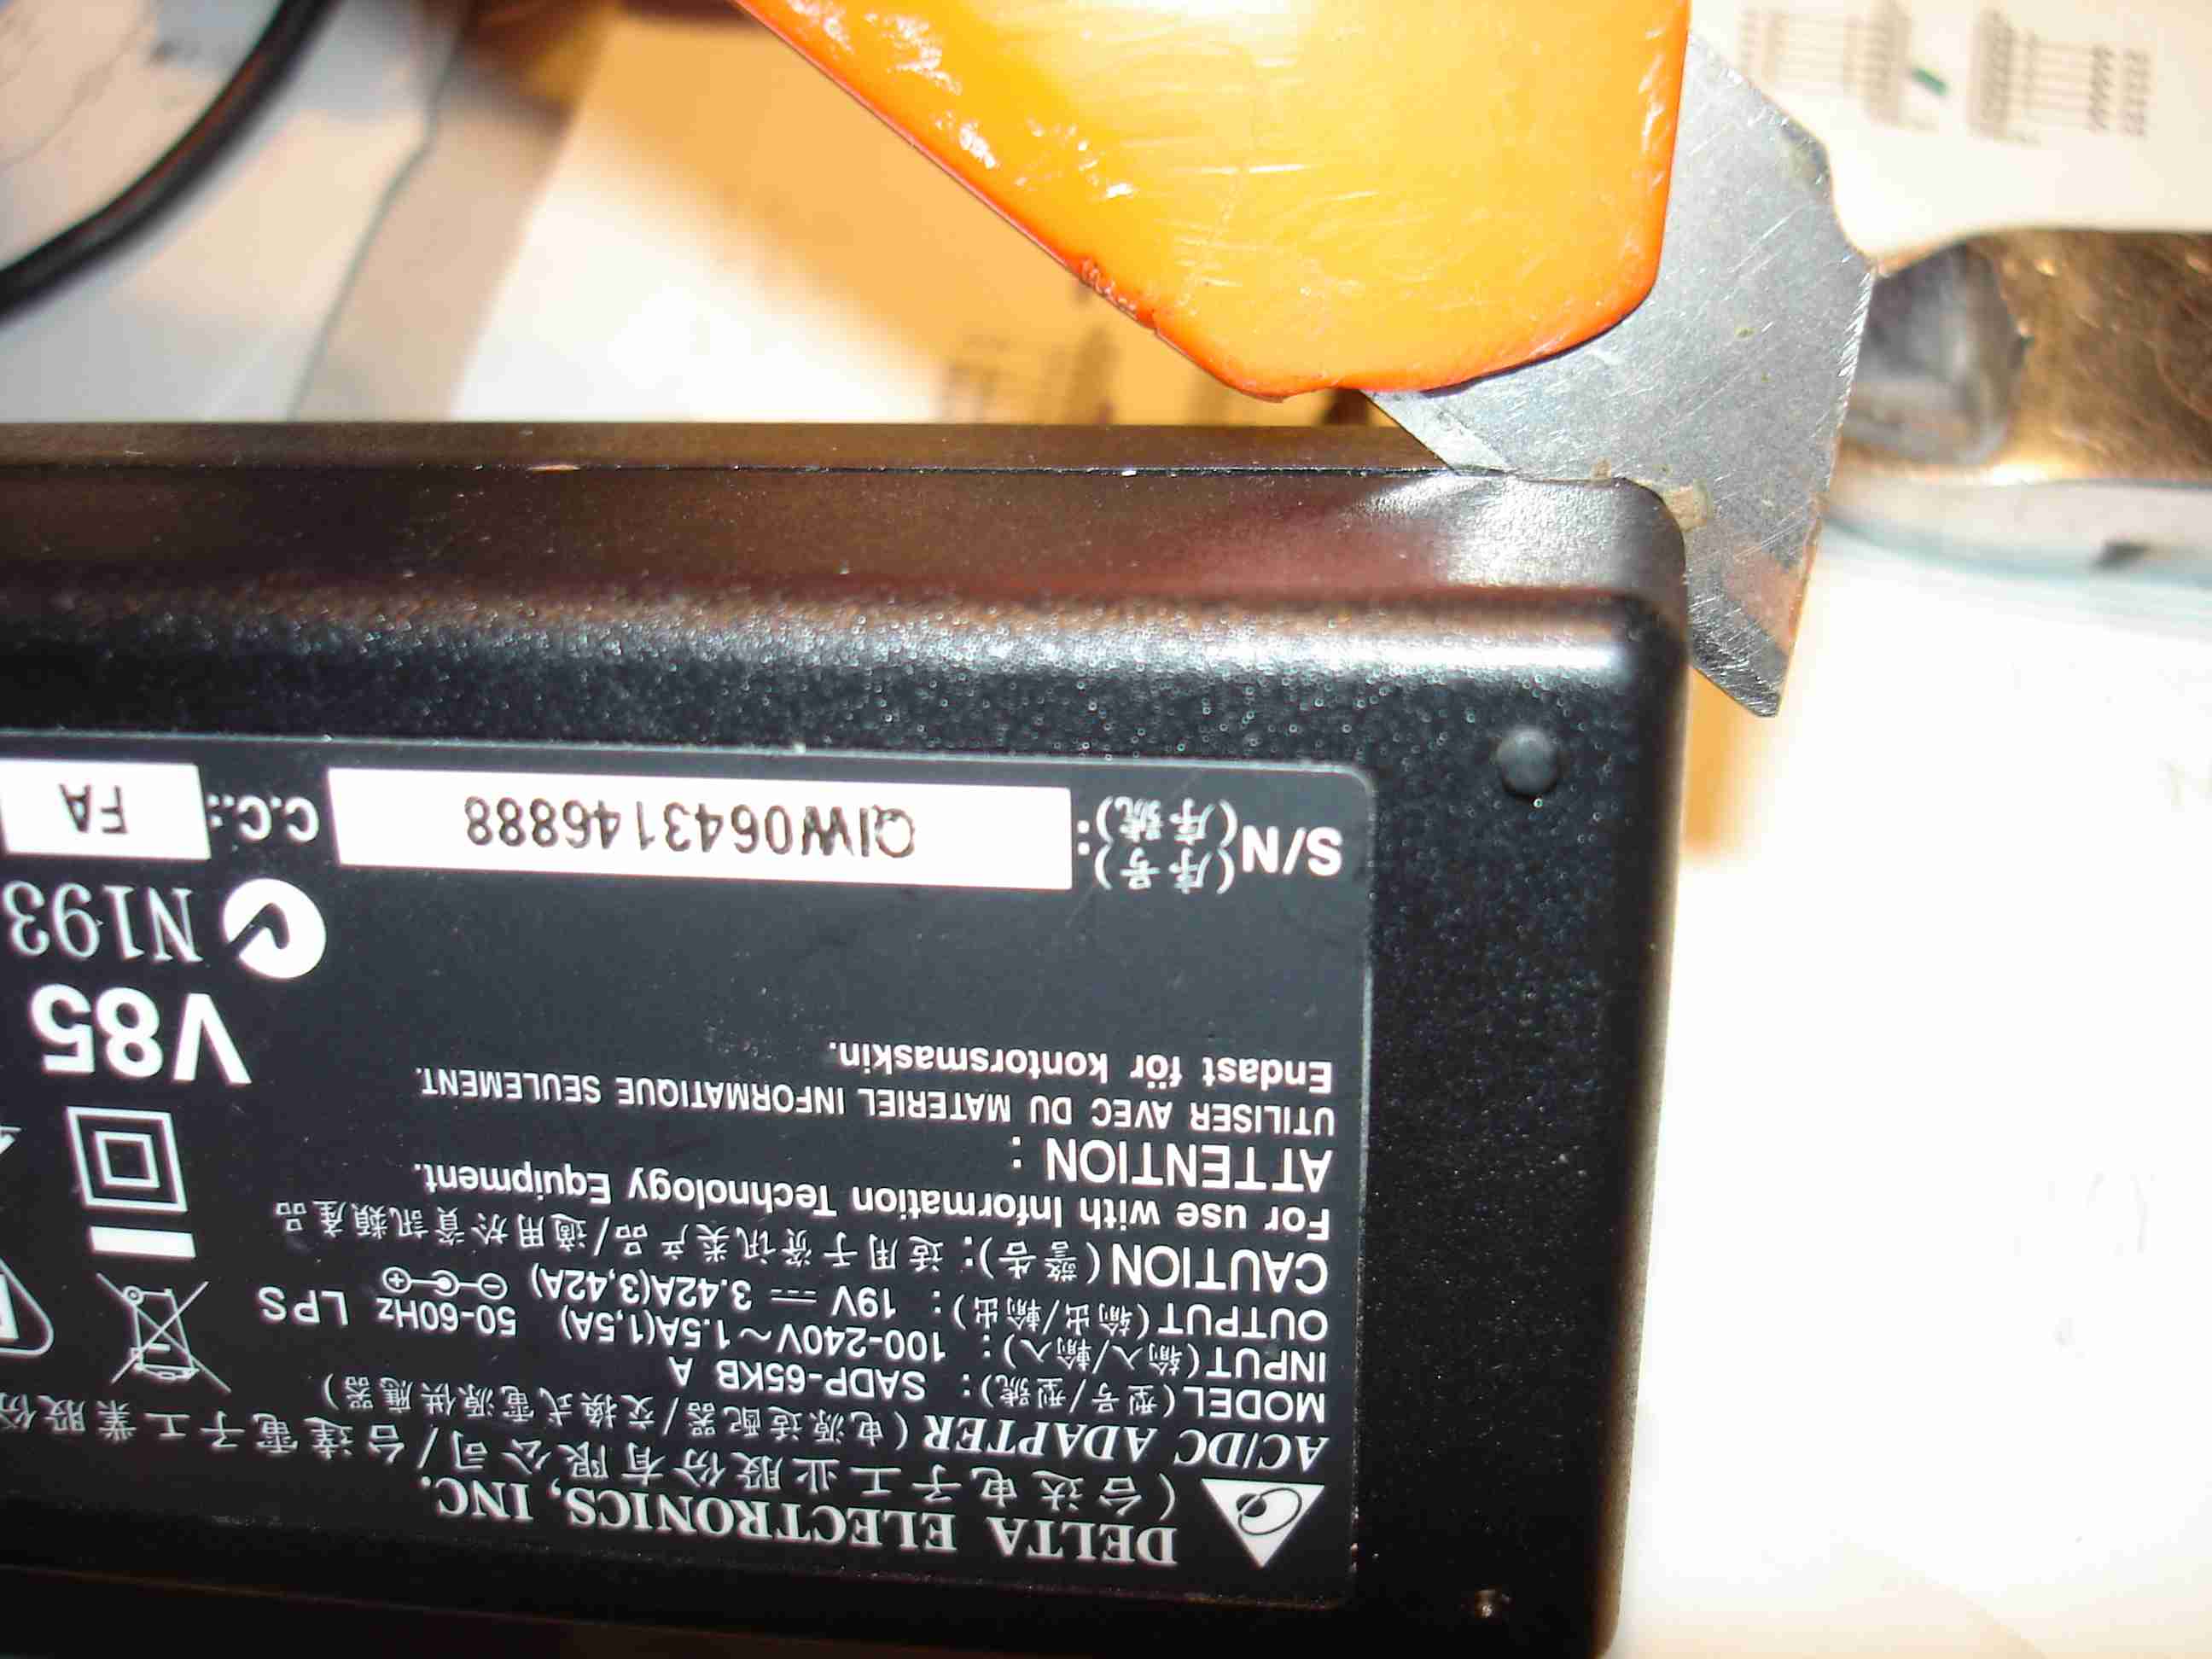 DELTA ELECTRONICS, INC.
(台达电子工业股份有限公司/台達電子工業股份
AC/DC ADAPTER (电源适配器/交換式電源供應器)
MODEL(型号/型號): SADP-65KB A
INPUT(输入/輸入): 100-240V~1.5A(1,5A) 50-60Hz
OUTPUT(输出/輸出): 19V ⎓ 3.42A(3,42A) LPS
CAUTION(警告): 适用于资讯类产品/適用於資訊類產品
For use with Information Technology Equipment.
ATTENTION :
UTILISER AVEC DU MATERIEL INFORMATIQUE SEULEMENT.
Endast för kontorsmaskin.
V85
N193
S/N(序号)(序號): QIW0643146888 C.C.: FA